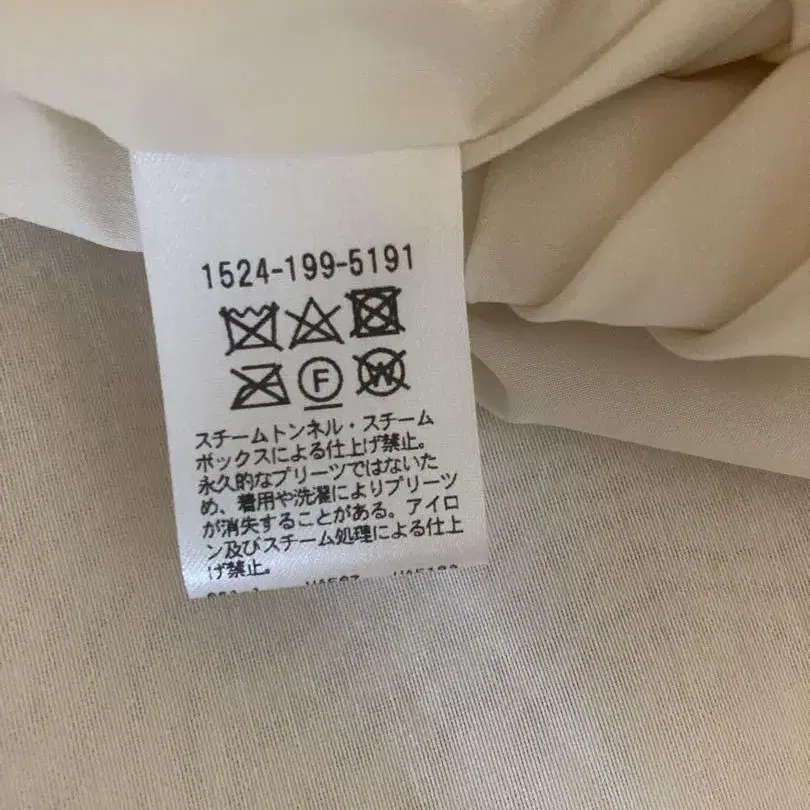 1524-199-5191
F
W
スチームトンネル・スチーム
ボックスによる仕上げ禁止。
永久的なプリーツではないた
め、着用や洗濯によりプリーツ
が消失することがある。アイロ
ン及びスチーム処理による仕上
げ禁止。